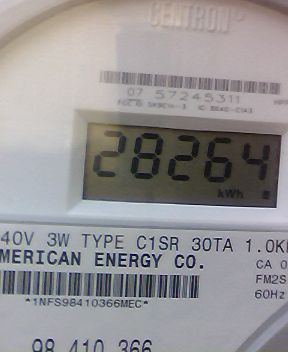 CENTRON
07 57245311
28264
kWh
40V 3W TYPE C1SR 30TA 1.0K
MERICAN ENERGY CO.
CA 0
FM2S
*1NFS98410366MEC*
60Hz
98 410 366